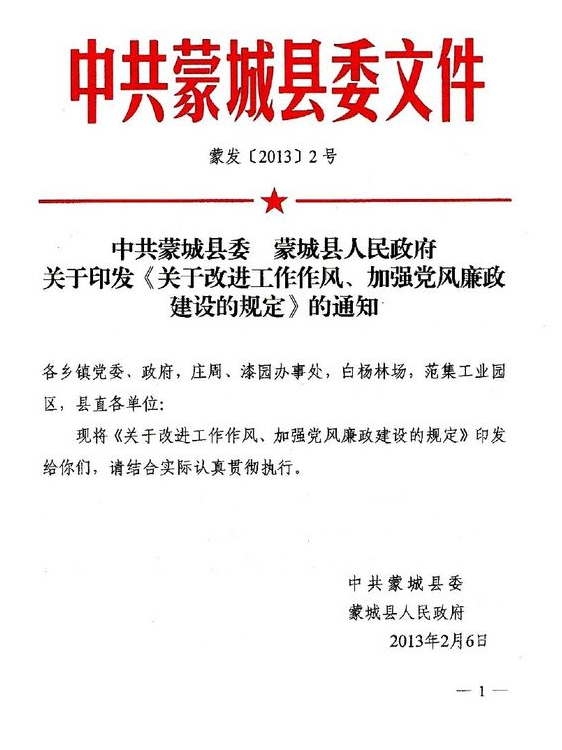 中共蒙城县委文件
蒙发〔2013〕2号
中共蒙城县委 蒙城县人民政府
关于印发《关于改进工作作风、加强党风廉政
建设的规定》的通知
各乡镇党委、政府，庄周、漆园办事处，白杨林场，范集工业园
区，县直各单位：
现将《关于改进工作作风、加强党风廉政建设的规定》印发
给你们，请结合实际认真贯彻执行。
中共蒙城县委
蒙城县人民政府
2013年2月6日
— 1 —